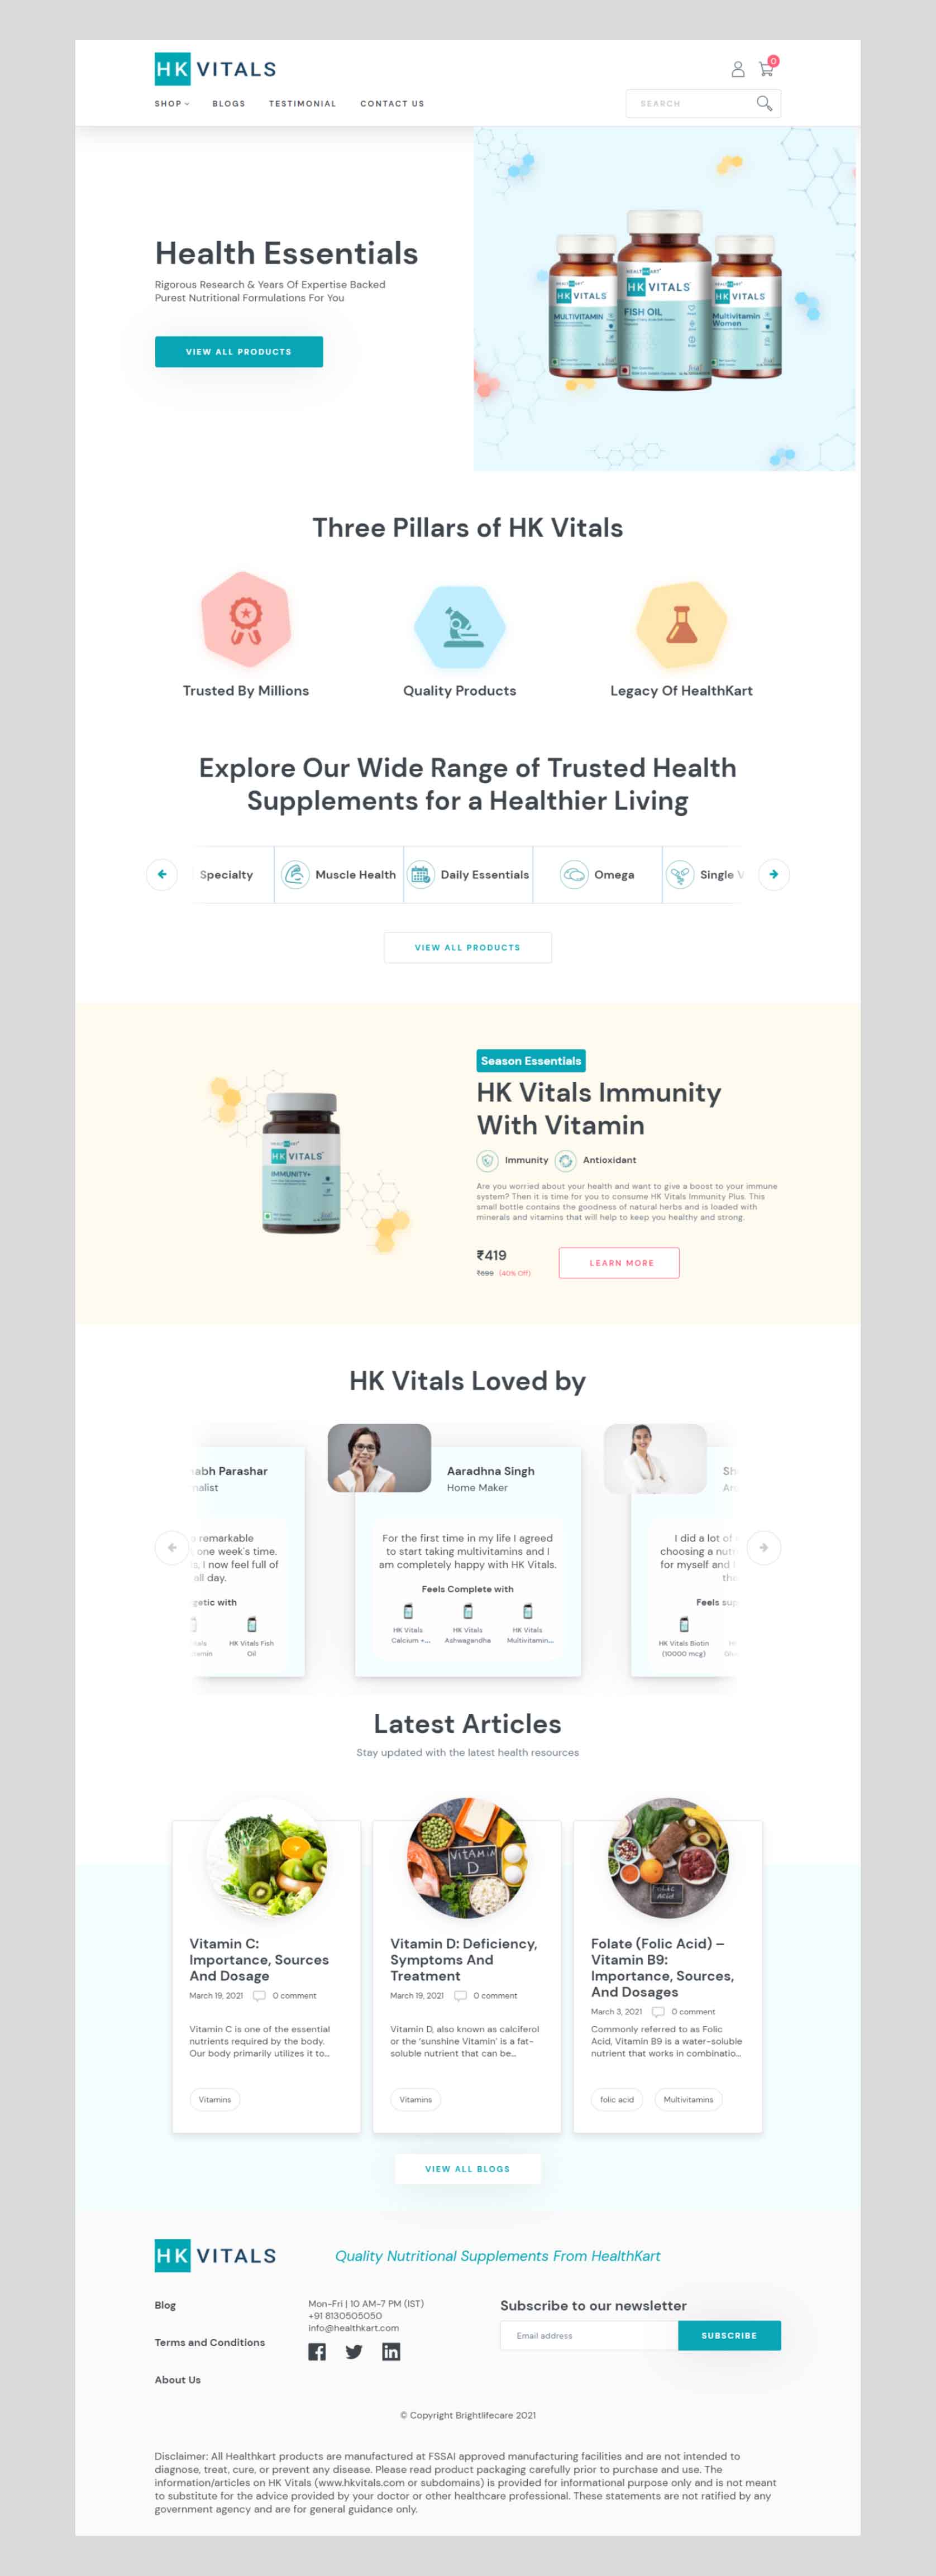 HK VITALS
0
SHOP
BLOGS
TESTIMONIAL
CONTACT US
SEARCH
Health Essentials
Rigorous Research & Years Of Expertise Backed
Purest Nutritional Formulations For You
VIEW ALL PRODUCTS
HK VITALS
MULTIVITAMIN
HK VITALS
FISH OIL
HK VITALS
Multivitamin
Women
Three Pillars of HK Vitals
Trusted By Millions
Quality Products
Legacy Of HealthKart
Explore Our Wide Range of Trusted Health
Supplements for a Healthier Living
Specialty
Muscle Health
Daily Essentials
Omega
Single V
VIEW ALL PRODUCTS
HK VITALS
IMMUNITY+
Season Essentials
HK Vitals Immunity
With Vitamin
Immunity
Antioxidant
Are you worried about your health and want to give a boost to your immune
system? Then it is time for you to consume HK Vitals Immunity Plus. This
small bottle contains the goodness of natural herbs and is loaded with
minerals and vitamins that will help to keep you healthy and strong.
₹419
₹699 (40% Off)
LEARN MORE
HK Vitals Loved by
abh Parashar
nalist
remarkable
one week's time.
s, I now feel full of
all day.
getic with
HK Vitals Fish
Oil
Aaradhna Singh
Home Maker
For the first time in my life I agreed
to start taking multivitamins and I
am completely happy with HK Vitals.
Feels Complete with
HK Vitals
Calcium +...
HK Vitals
Ashwagandha
HK Vitals
Multivitamin...
Sh
I did a lot of
choosing a nutr
for myself and I
the
Feels sup
HK Vitals Biotin
(10000 mcg)
Latest Articles
Stay updated with the latest health resources
Vitamin C:
Importance, Sources
And Dosage
March 19, 2021 0 comment
Vitamin C is one of the essential
nutrients required by the body.
Our body primarily utilizes it to...
Vitamins
VITAMIN
D
Vitamin D: Deficiency,
Symptoms And
Treatment
March 19, 2021 0 comment
Vitamin D, also known as calciferol
or the 'sunshine Vitamin' is a fat-
soluble nutrient that can be...
Vitamins
Folic
Acid
Folate (Folic Acid) –
Vitamin B9:
Importance, Sources,
And Dosages
March 3, 2021 0 comment
Commonly referred to as Folic
Acid, Vitamin B9 is a water-soluble
nutrient that works in combinatio...
folic acid
Multivitamins
VIEW ALL BLOGS
HK VITALS
Quality Nutritional Supplements From HealthKart
Blog
Terms and Conditions
About Us
Mon-Fri | 10 AM-7 PM (IST)
+91 8130505050
info@healthkart.com
Subscribe to our newsletter
Email address
SUBSCRIBE
© Copyright Brightlifecare 2021
Disclaimer: All Healthkart products are manufactured at FSSAI approved manufacturing facilities and are not intended to
diagnose, treat, cure, or prevent any disease. Please read product packaging carefully prior to purchase and use. The
information/articles on HK Vitals (www.hkvitals.com or subdomains) is provided for informational purpose only and is not meant
to substitute for the advice provided by your doctor or other healthcare professional. These statements are not ratified by any
government agency and are for general guidance only.